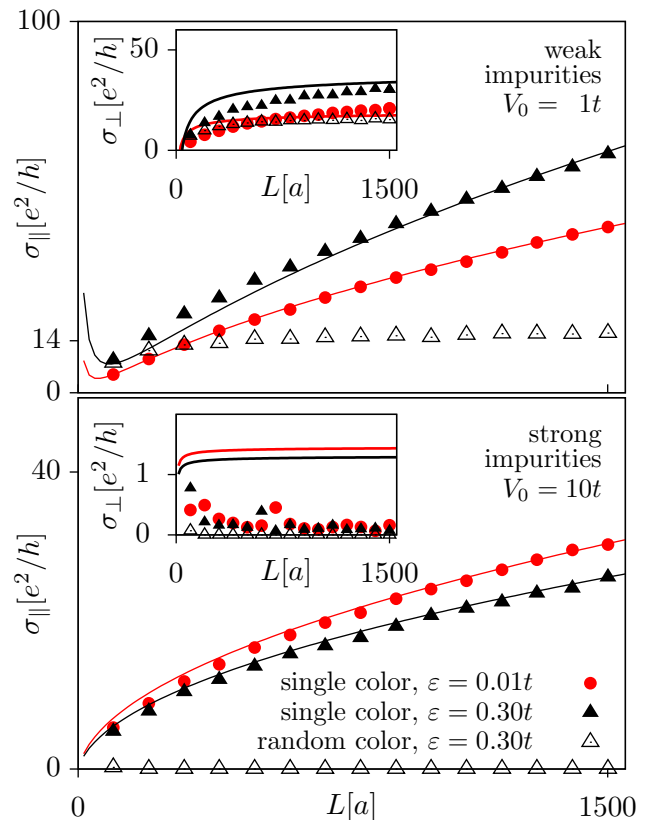 100
14
0
σ∥[e²/h]
weak
impurities
V₀ = 1t
50
0
σ⊥[e²/h]
0
L[a]
1500
40
0
σ∥[e²/h]
strong
impurities
V₀ = 10t
1
0
σ⊥[e²/h]
0
L[a]
1500
single color, ε = 0.01t
single color, ε = 0.30t
random color, ε = 0.30t
0
L[a]
1500